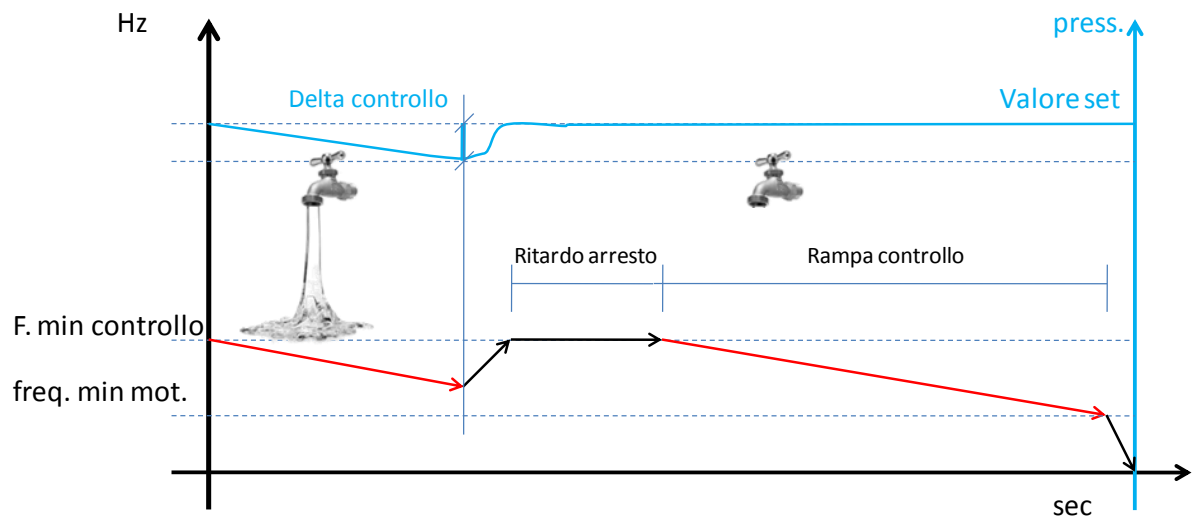 Hz
press.
Delta controllo
Valore set
Ritardo arresto
Rampa controllo
F. min controllo
freq. min mot.
sec